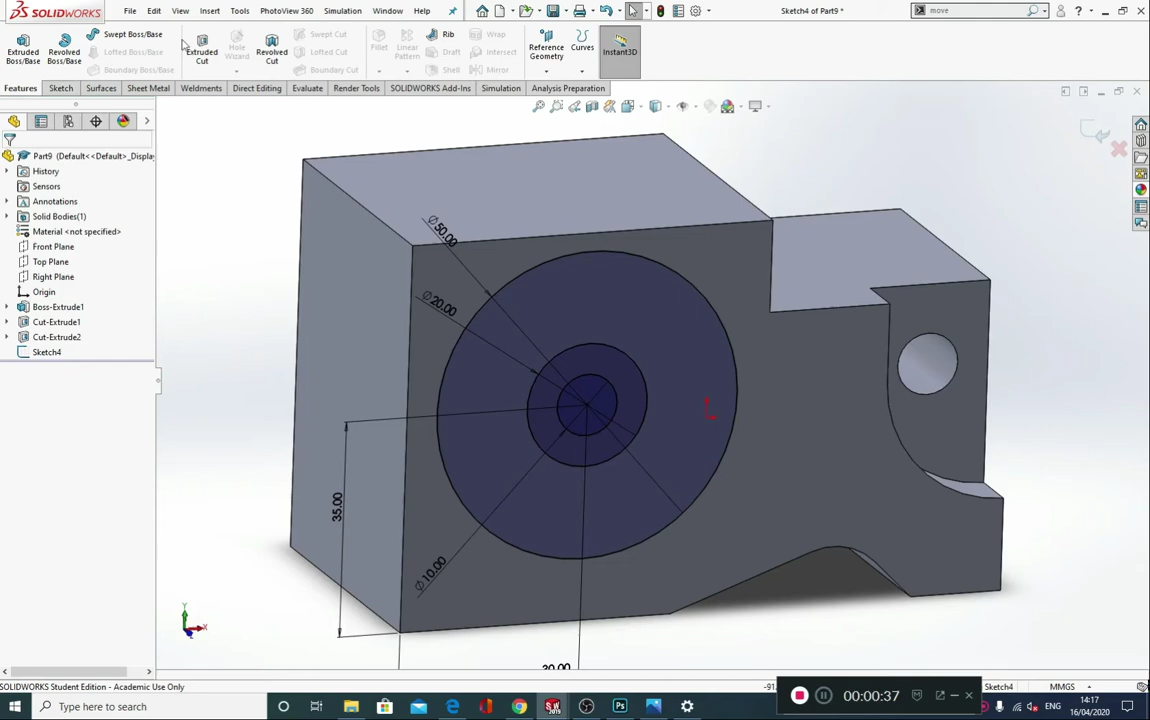 SOLIDWORKS File Edit View Insert Tools PhotoView 360 Simulation Window Help Sketch4 of Part9 * move
Extruded Boss/Base Revolved Boss/Base Swept Boss/Base Lofted Boss/Base Boundary Boss/Base Extruded Cut Hole Wizard Revolved Cut Swept Cut Lofted Cut Boundary Cut Fillet Linear Pattern Rib Draft Shell Wrap Intersect Mirror Reference Geometry Curves Instant3D
Features Sketch Surfaces Sheet Metal Weldments Direct Editing Evaluate Render Tools SOLIDWORKS Add-Ins Simulation Analysis Preparation
Part9 (Default<<Default>_Display
History
Sensors
Annotations
Solid Bodies(1)
Material <not specified>
Front Plane
Top Plane
Right Plane
Origin
Boss-Extrude1
Cut-Extrude1
Cut-Extrude2
Sketch4
Ø50.00
Ø20.00
35.00
Ø10.00
30.00
Y
X
Z
SOLIDWORKS Student Edition - Academic Use Only
Sketch4 MMGS
00:00:37
Type here to search
ENG 14:17 16/04/2020